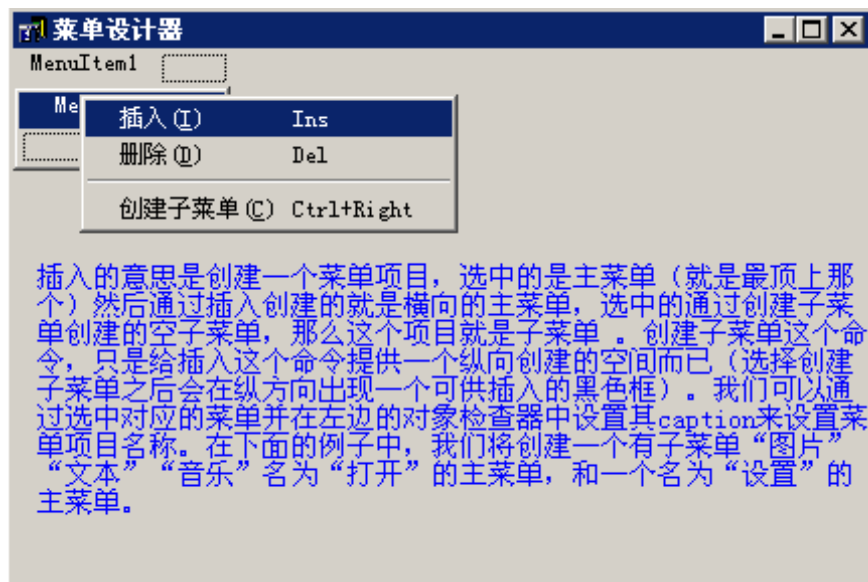 菜单设计器
MenuItem1
Me
插入(I) Ins
删除(D) Del
创建子菜单(C) Ctrl+Right
插入的意思是创建一个菜单项目，选中的是主菜单（就是最顶上那
个）然后通过插入创建的就是横向的主菜单，选中的通过创建子菜
单创建的空子菜单，那么这个项目就是子菜单 。创建子菜单这个命
令，只是给插入这个命令提供一个纵向创建的空间而已（选择创建
子菜单之后会在纵方向出现一个可供插入的黑色框）。我们可以通
过选中对应的菜单并在左边的对象检查器中设置其caption来设置菜
单项目名称。在下面的例子中，我们将创建一个有子菜单“图片”
“文本”“音乐”名为“打开”的主菜单，和一个名为“设置”的
主菜单。